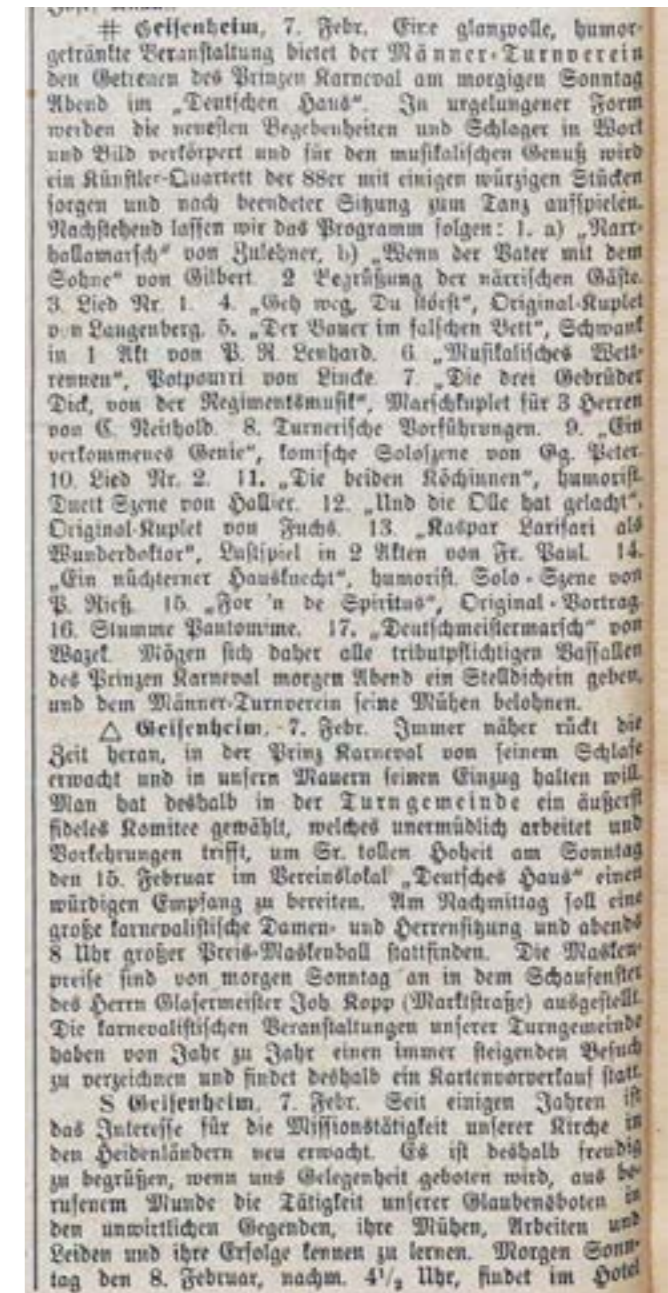 # Geisenheim, 7. Febr. Eine glanzvolle, humor-
getränkte Veranstaltung bietet der Männer-Turnverein
den Getreuen des Prinzen Karneval am morgigen Sonntag
Abend im „Deutschen Haus“. In urgelungener Form
werden die neuesten Begebenheiten und Schlager in Wort
und Bild verkörpert und für den musikalischen Genuß wird
ein Künstler-Quartett der 88er mit einigen würzigen Stücken
sorgen und nach beendeter Sitzung zum Tanz aufspielen.
Nachstehend lassen wir das Programm folgen: 1. a) „Narr-
hallamarsch“ von Zulehner, b) „Wenn der Vater mit dem
Sohne“ von Gilbert. 2 Begrüßung der närrischen Gäste.
3. Lied Nr. 1. 4. „Geh weg, Du störst“, Original-Kuplet
von Langenberg. 5. „Der Bauer im falschen Bett“, Schwank
in 1 Akt von P. R. Lenhard. 6. „Musikalisches Wett-
rennen“, Potpourri von Lincke. 7. „Die drei Gebrüder
Dick, von der Regimentsmusik“, Marschkuplet für 3 Herren
von C. Reithold. 8. Turnerische Vorführungen. 9. „Ein
verkommenes Genie“, komische Soloszene von Gg. Peter.
10. Lied Nr. 2. 11. „Die beiden Köchinnen“, humorist.
Duett Szene von Hallier. 12. „Und die Olle hat gelacht“,
Original-Kuplet von Fuchs. 13. „Kaspar Larifari als
Wunderdoktor“, Lustspiel in 2 Akten von Fr. Paul. 14.
„Ein nüchterner Hausknecht“, humorist. Solo-Szene von
P. Rieß. 15. „For 'n de Spiritus“, Original-Vortrag.
16. Stumme Pantomime. 17. „Deutschmeistermarsch“ von
Wazek. Mögen sich daher alle tributpflichtigen Vasallen
des Prinzen Karneval morgen Abend ein Stelldichein geben,
und dem Männer-Turnverein seine Mühen belohnen.
△ Geisenheim, 7. Febr. Immer näher rückt die
Zeit heran, in der Prinz Karneval von seinem Schlafe
erwacht und in unsern Mauern seinen Einzug halten will.
Man hat deshalb in der Turngemeinde ein äußerst
fideles Komitee gewählt, welches unermüdlich arbeitet und
Vorkehrungen trifft, um Sr. tollen Hoheit am Sonntag
den 15. Februar im Vereinslokal „Deutsches Haus“ einen
würdigen Empfang zu bereiten. Am Nachmittag soll eine
große karnevalistische Damen- und Herrensitzung und abends
8 Uhr großer Preis-Maskenball stattfinden. Die Masken-
preise sind von morgen Sonntag an in dem Schaufenster
des Herrn Glasermeister Joh. Kopp (Marktstraße) ausgestellt.
Die karnevalistischen Veranstaltungen unserer Turngemeinde
haben von Jahr zu Jahr einen immer steigenden Besuch
zu verzeichnen und findet deshalb ein Kartenvorverkauf statt.
S Geisenheim, 7. Febr. Seit einigen Jahren ist
das Interesse für die Missionstätigkeit unserer Kirche in
den Heidenländern neu erwacht. Es ist deshalb freudig
zu begrüßen, wenn uns Gelegenheit geboten wird, aus be-
rufenem Munde die Tätigkeit unserer Glaubensboten in
den unwirtlichen Gegenden, ihre Mühen, Arbeiten und
Leiden und ihre Erfolge kennen zu lernen. Morgen Sonn-
tag den 8. Februar, nachm. 4½ Uhr, findet im Hotel